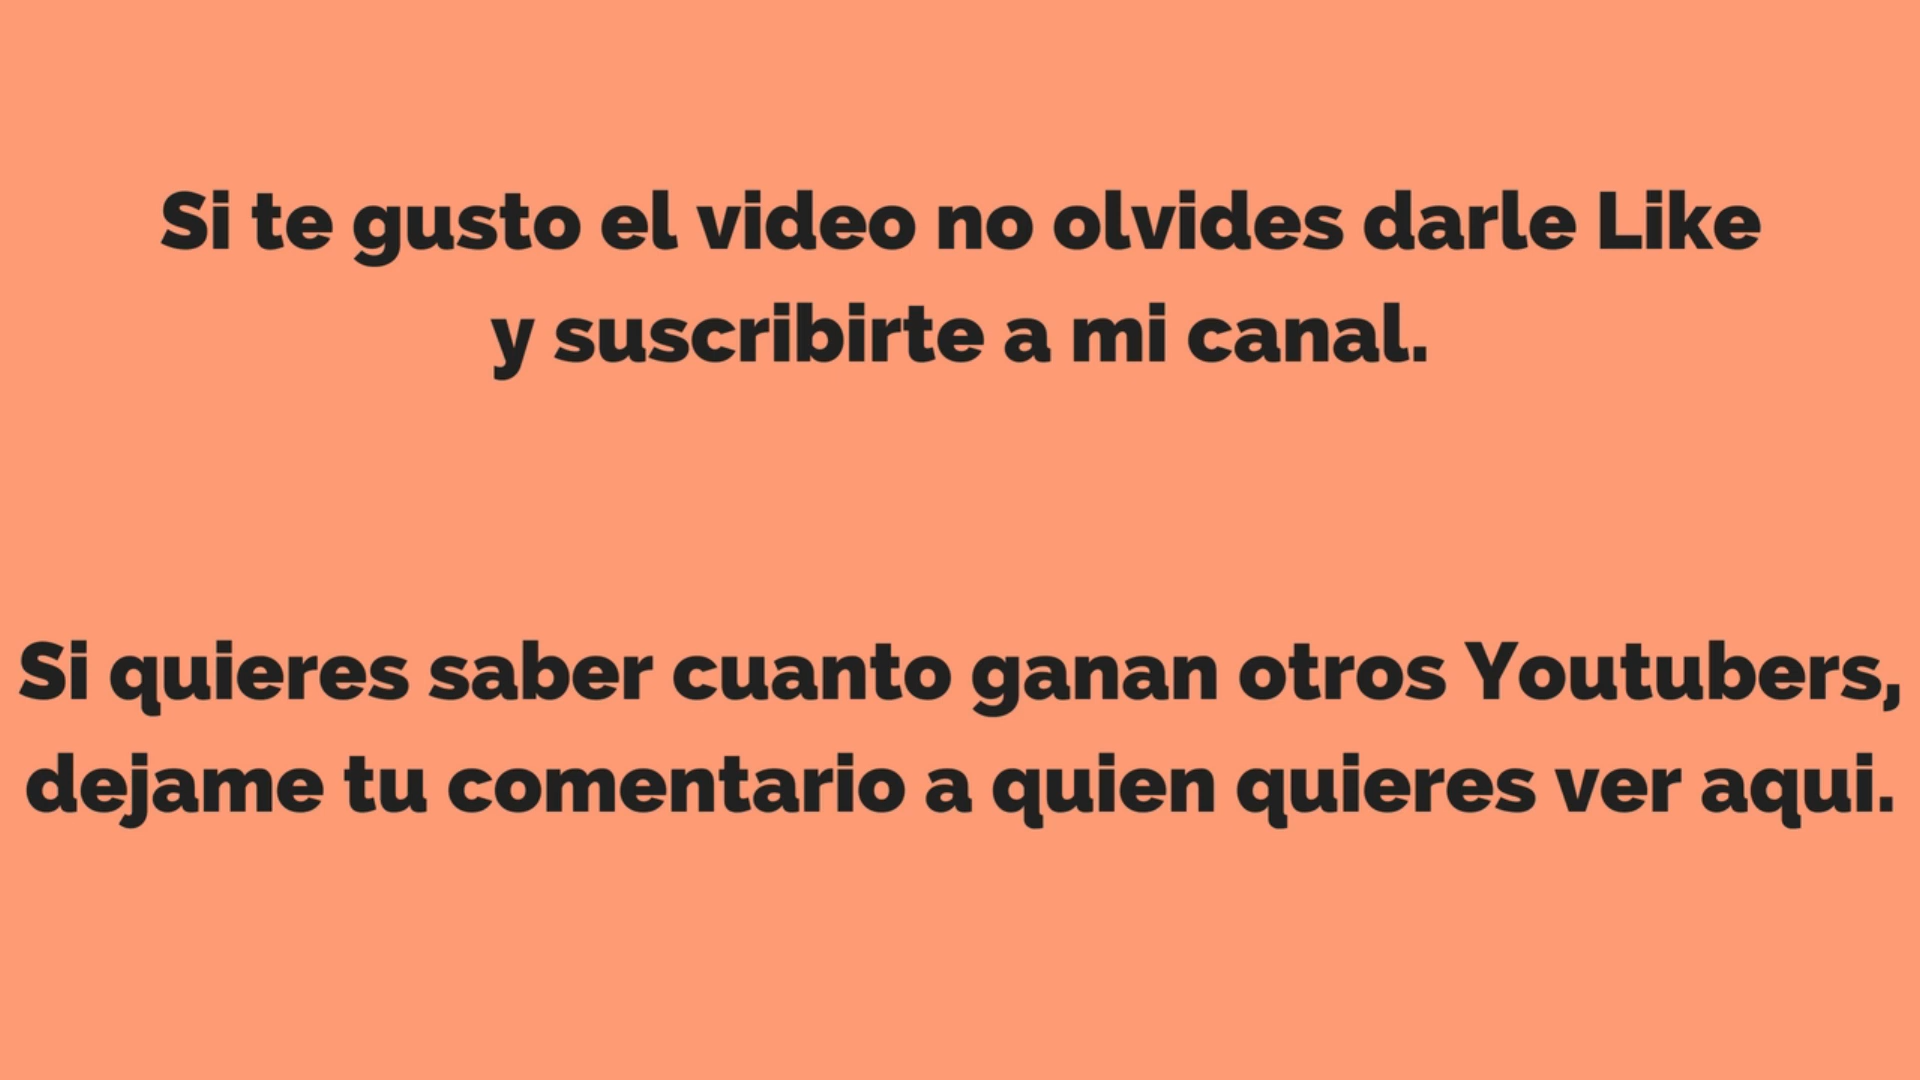 Si te gusto el video no olvides darle Like
y suscribirte a mi canal.
Si quieres saber cuanto ganan otros Youtubers,
dejame tu comentario a quien quieres ver aqui.